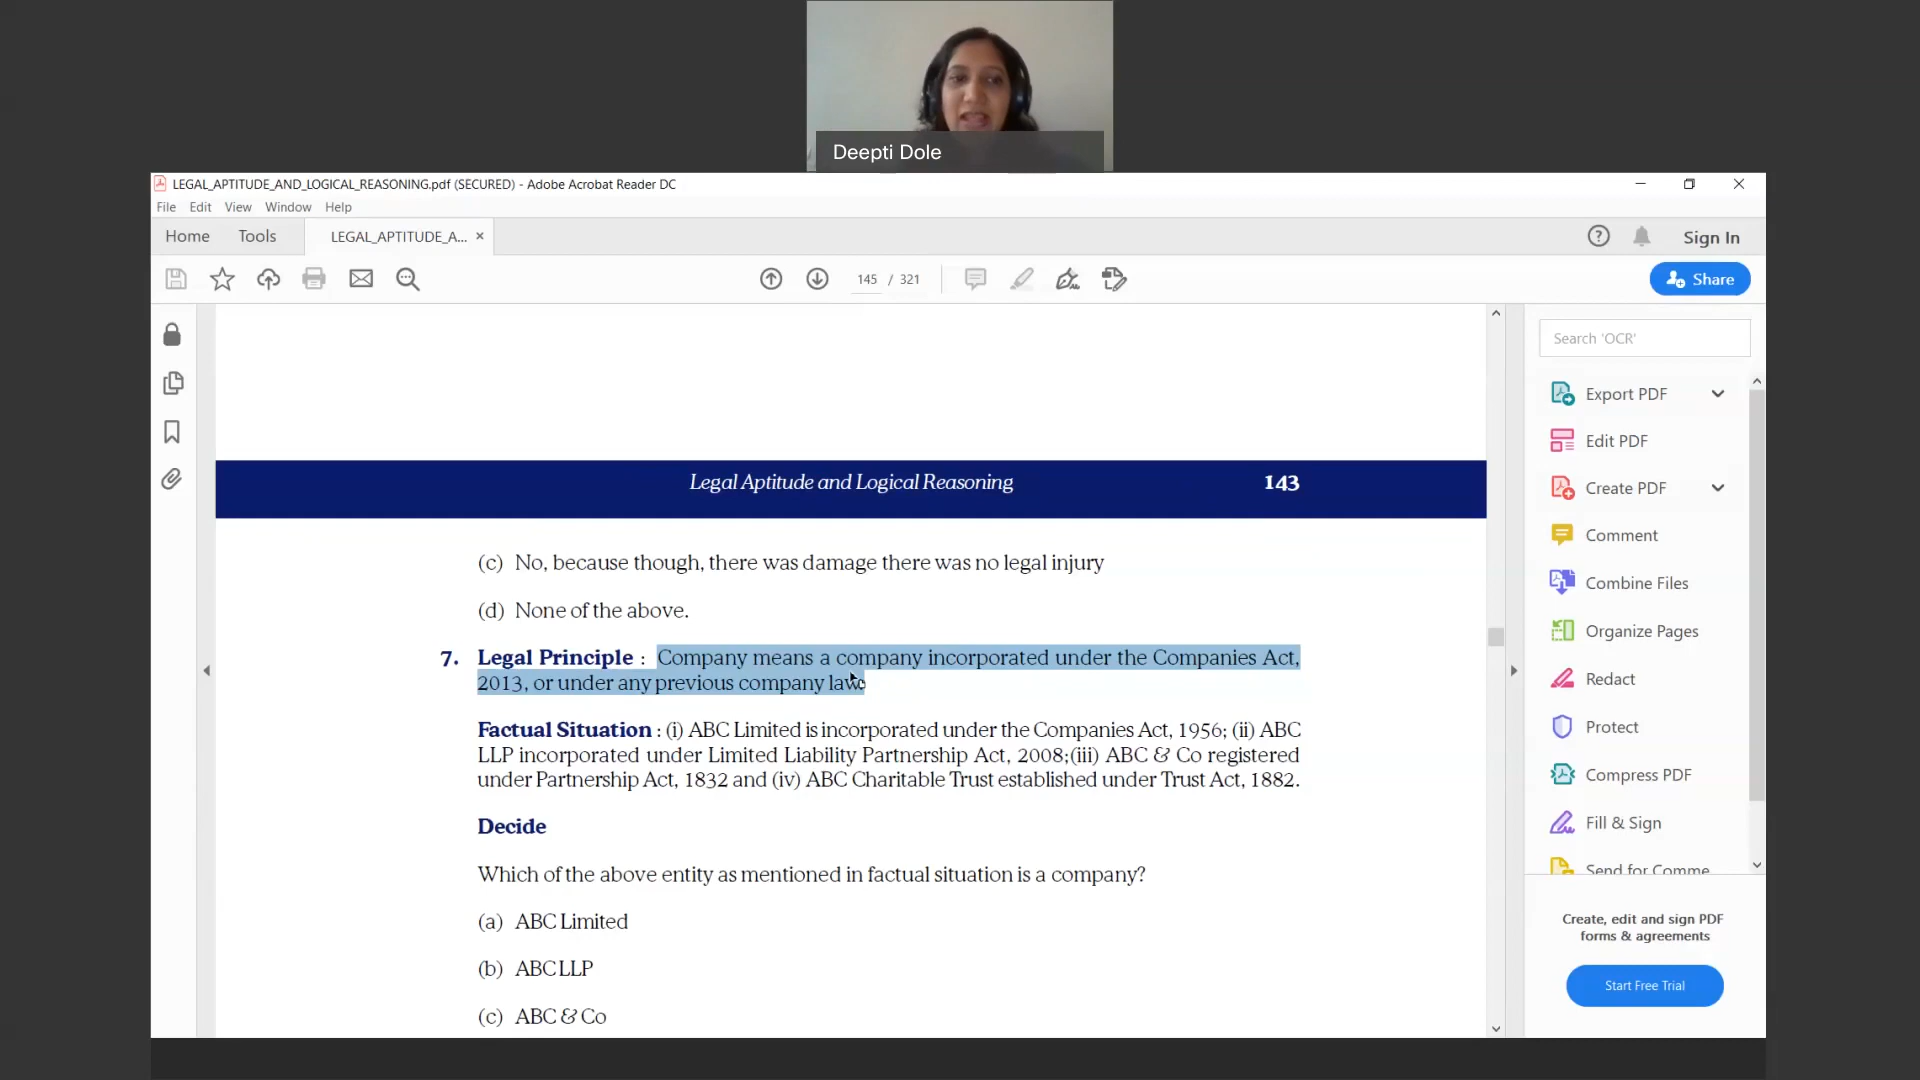 Deepti Dole
LEGAL_APTITUDE_AND_LOGICAL_REASONING.pdf (SECURED) - Adobe Acrobat Reader DC
File Edit View Window Help
Home Tools LEGAL_APTITUDE_A... × Sign In
145 / 321
Share
Search 'OCR'
Export PDF
Edit PDF
Create PDF
Comment
Combine Files
Organize Pages
Redact
Protect
Compress PDF
Fill & Sign
Send for Comme
Create, edit and sign PDF
forms & agreements
Start Free Trial
Legal Aptitude and Logical Reasoning 143
(c) No, because though, there was damage there was no legal injury
(d) None of the above.
7. Legal Principle : Company means a company incorporated under the Companies Act,
2013, or under any previous company law.
Factual Situation : (i) ABC Limited is incorporated under the Companies Act, 1956; (ii) ABC
LLP incorporated under Limited Liability Partnership Act, 2008;(iii) ABC & Co registered
under Partnership Act, 1832 and (iv) ABC Charitable Trust established under Trust Act, 1882.
Decide
Which of the above entity as mentioned in factual situation is a company?
(a) ABC Limited
(b) ABC LLP
(c) ABC & Co